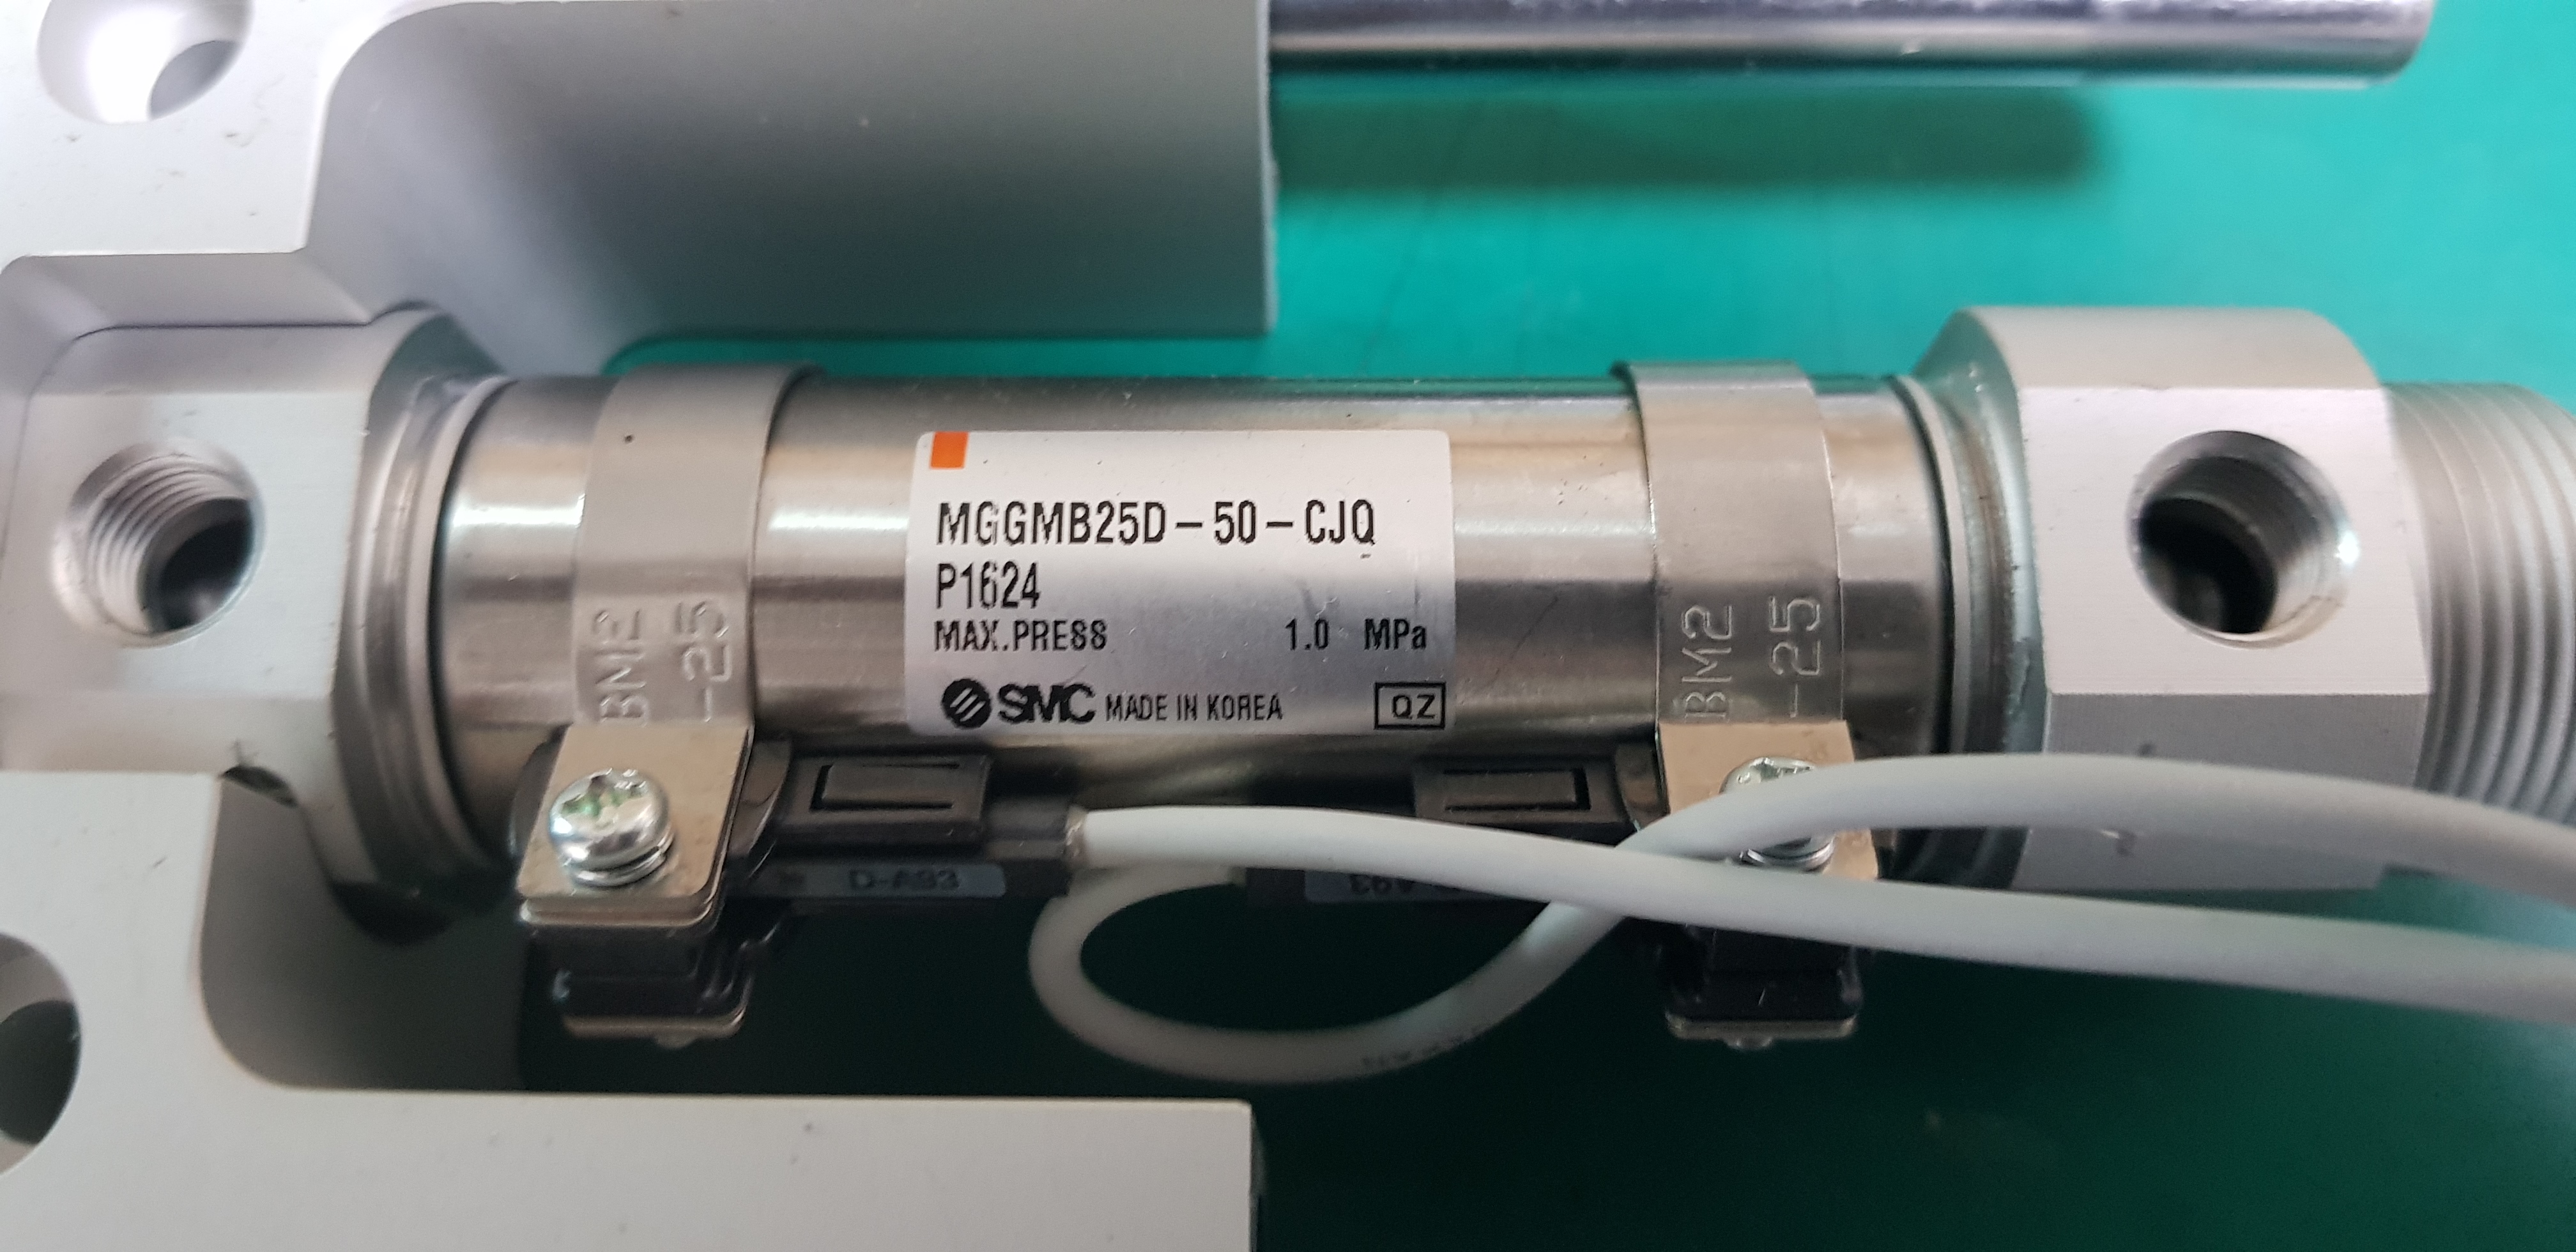 MGGMB25D-50-CJQ
P1624
MAX.PRESS 1.0 MPa
SMC MADE IN KOREA QZ
BM2
-25
BM2
-25
D-A93
A93